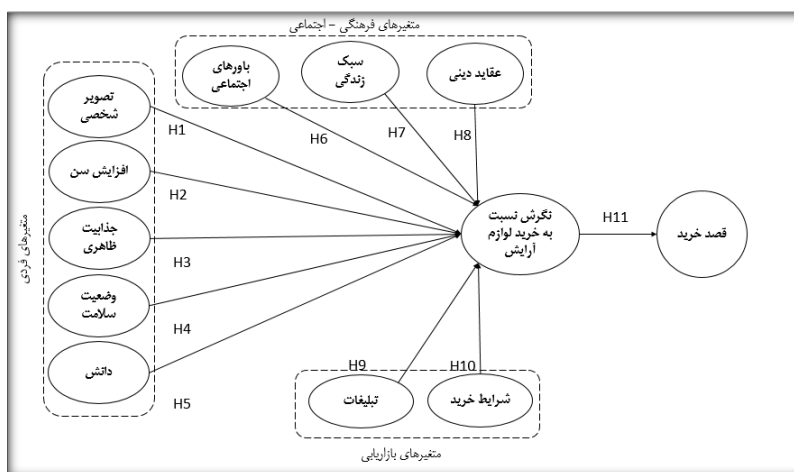 متغیرهای فرهنگی – اجتماعی
عقاید دینی
سبک
زندگی
باورهای
اجتماعی
تصویر
شخصی
افزایش سن
جذابیت
ظاهری
وضعیت
سلامت
داتش
متغیرهای فردی
H1
H2
H3
H4
H5
H6
H7
H8
نگرش نسبت
به خرید لوازم
آرایش
H11
قصد خرید
H9
H10
شرایط خرید
تبلیغات
متغیرهای بازاریابی